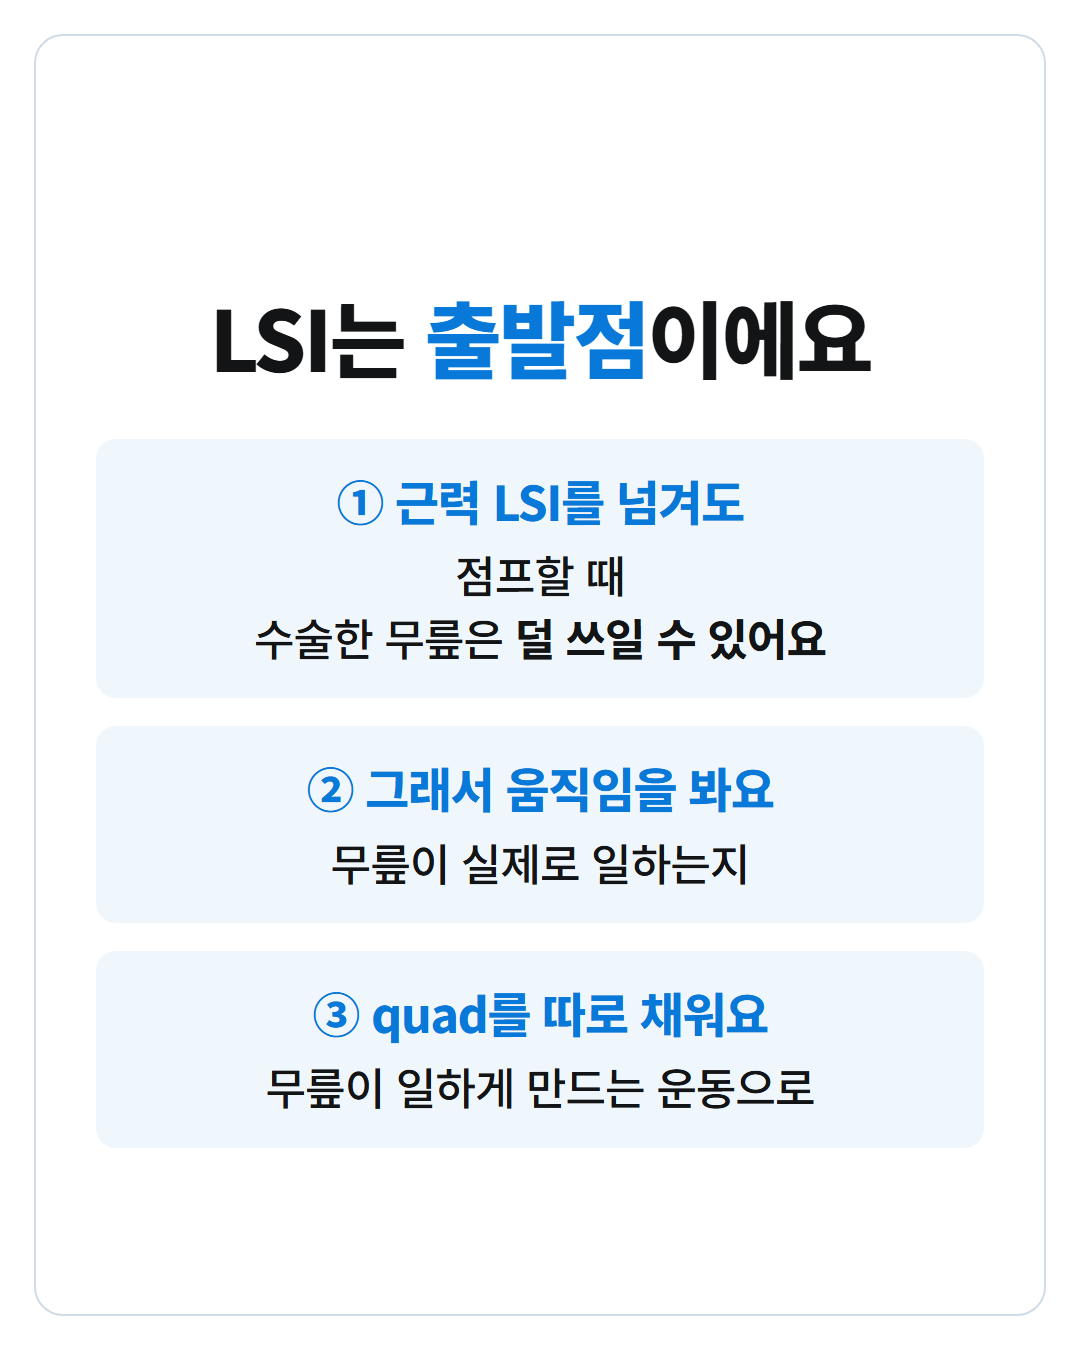 LSI는 출발점이에요
① 근력 LSI를 넘겨도
점프할 때
수술한 무릎은 덜 쓰일 수 있어요
② 그래서 움직임을 봐요
무릎이 실제로 일하는지
③ quad를 따로 채워요
무릎이 일하게 만드는 운동으로